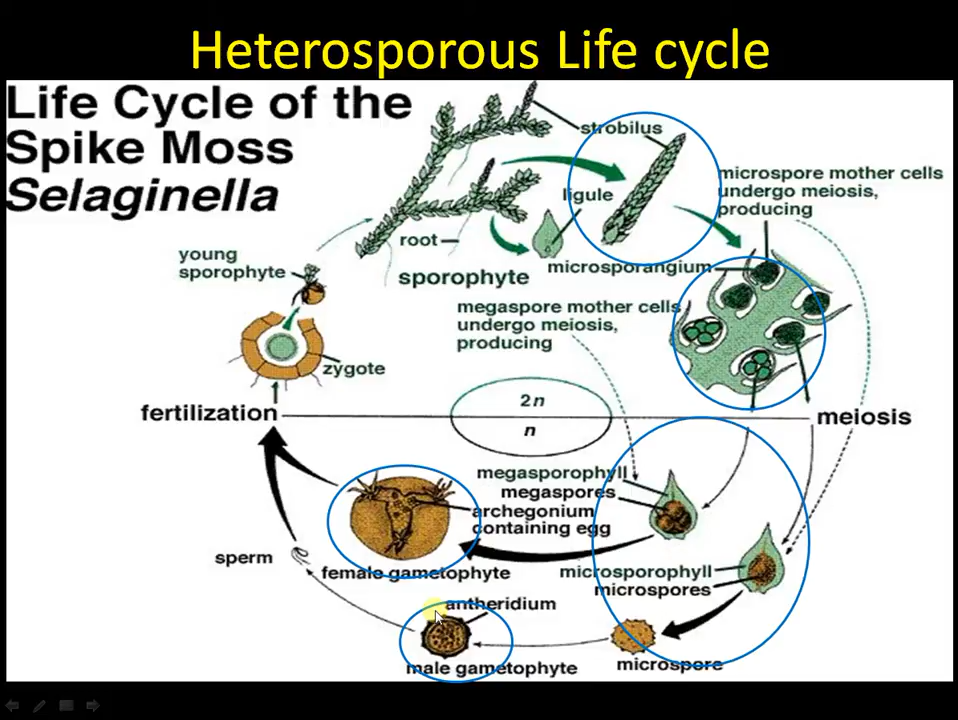 Heterosporous Life cycle
Life Cycle of the
Spike Moss
Selaginella
strobilus
ligule
microspore mother cells
undergo meiosis,
producing
root
sporophyte
young
sporophyte
microsporangium
megaspore mother cells
undergo meiosis,
producing
zygote
2n
n
fertilization
meiosis
megasporophyll
megaspores
archegonium
containing egg
sperm
female gametophyte
microsporophyll
microspores
antheridium
male gametophyte
microspore